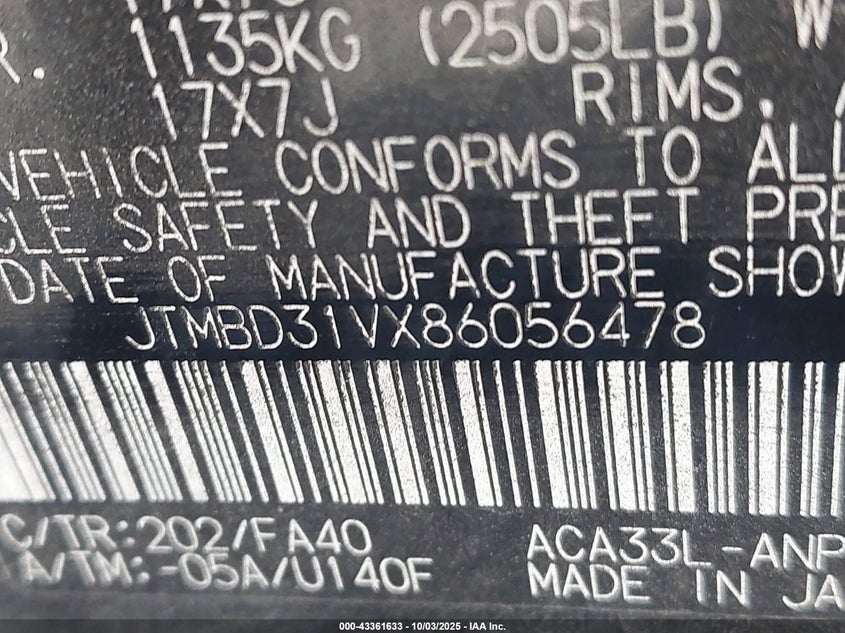 1135KG (2505LB) W
R. 17X7J RIMS,
VEHICLE CONFORMS TO ALL
CLE SAFETY AND THEFT PRE
DATE OF MANUFACTURE SHOW
JTMBD31VX86056478
C/TR:202/FA40 ACA33L-ANP
A/TM:-05A/U140F MADE IN JA
000-43361633 - 10/03/2025 - IAA Inc.